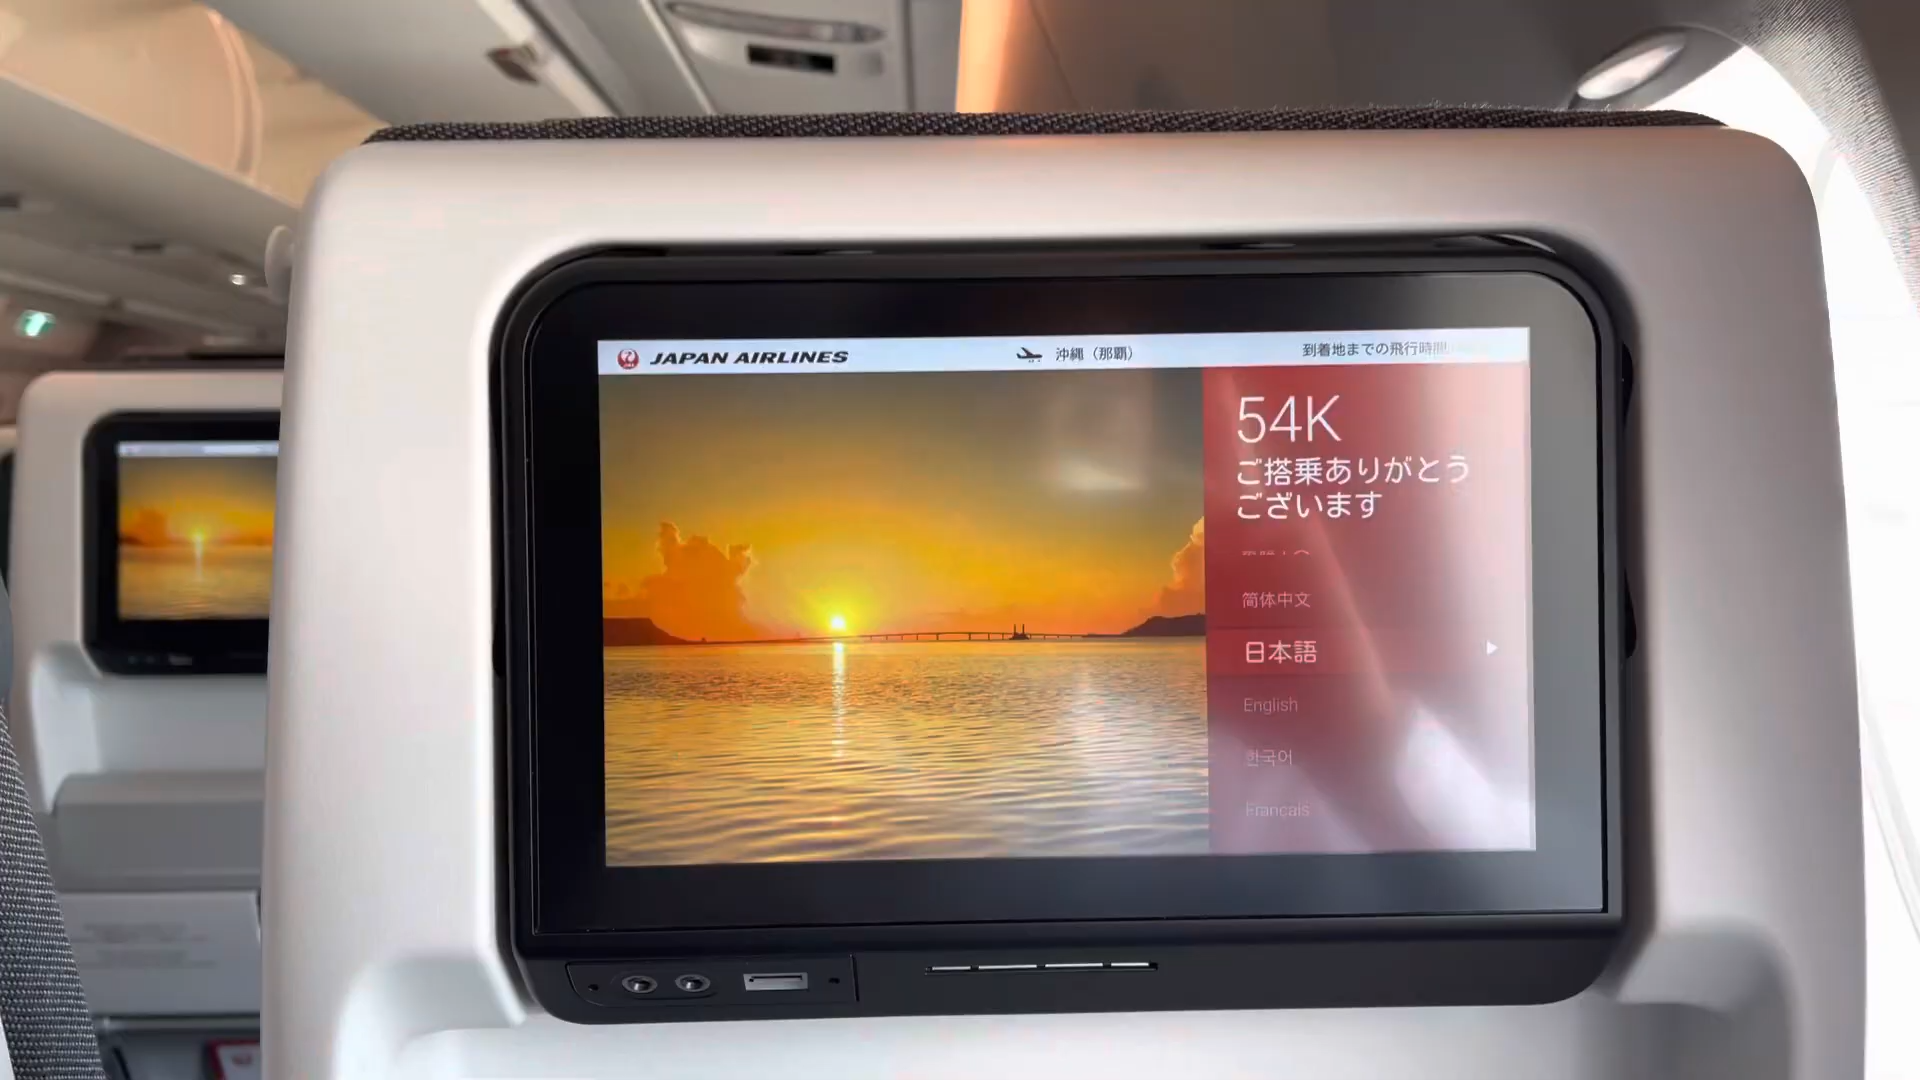 JAPAN AIRLINES
沖縄（那覇）
到着地までの飛行時間
54K
ご搭乗ありがとう
ございます
简体中文
日本語
English
한국어
Français